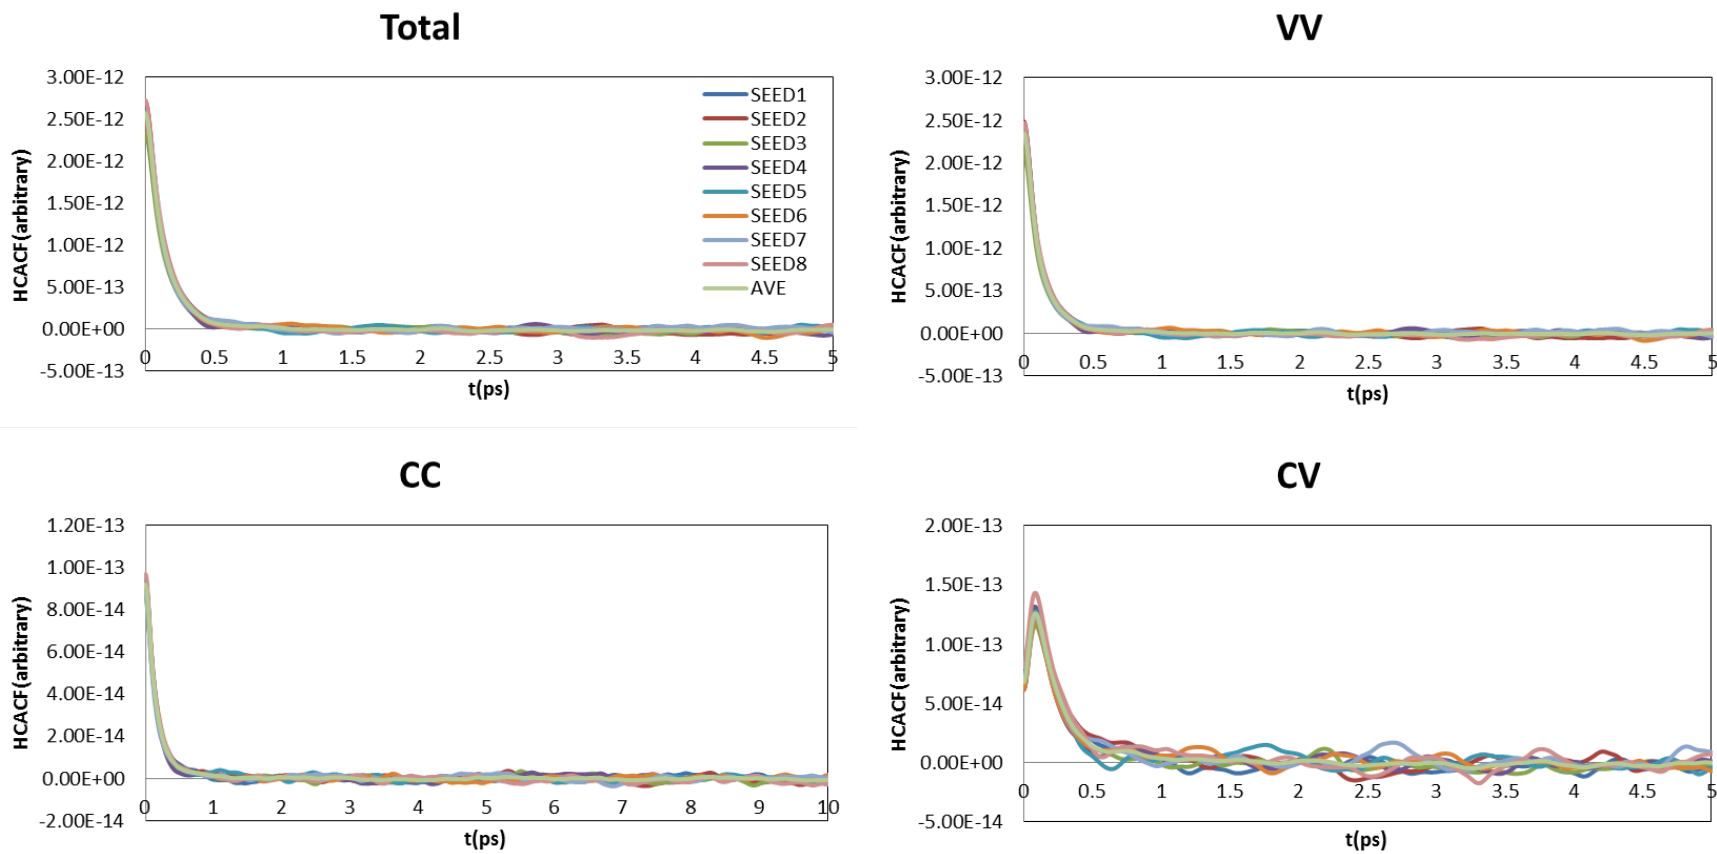 Total
3.00E-12
2.50E-12
2.00E-12
1.50E-12
1.00E-12
5.00E-13
0.00E+00
-5.00E-13
HCACF(arbitrary)
0 0.5 1 1.5 2 2.5 3 3.5 4 4.5 5
t(ps)
SEED1
SEED2
SEED3
SEED4
SEED5
SEED6
SEED7
SEED8
AVE
VV
3.00E-12
2.50E-12
2.00E-12
1.50E-12
1.00E-12
5.00E-13
0.00E+00
-5.00E-13
HCACF(arbitrary)
0 0.5 1 1.5 2 2.5 3 3.5 4 4.5 5
t(ps)
CC
1.20E-13
1.00E-13
8.00E-14
6.00E-14
4.00E-14
2.00E-14
0.00E+00
-2.00E-14
HCACF(arbitrary)
0 1 2 3 4 5 6 7 8 9 10
t(ps)
CV
2.00E-13
1.50E-13
1.00E-13
5.00E-14
0.00E+00
-5.00E-14
HCACF(arbitrary)
0 0.5 1 1.5 2 2.5 3 3.5 4 4.5 5
t(ps)